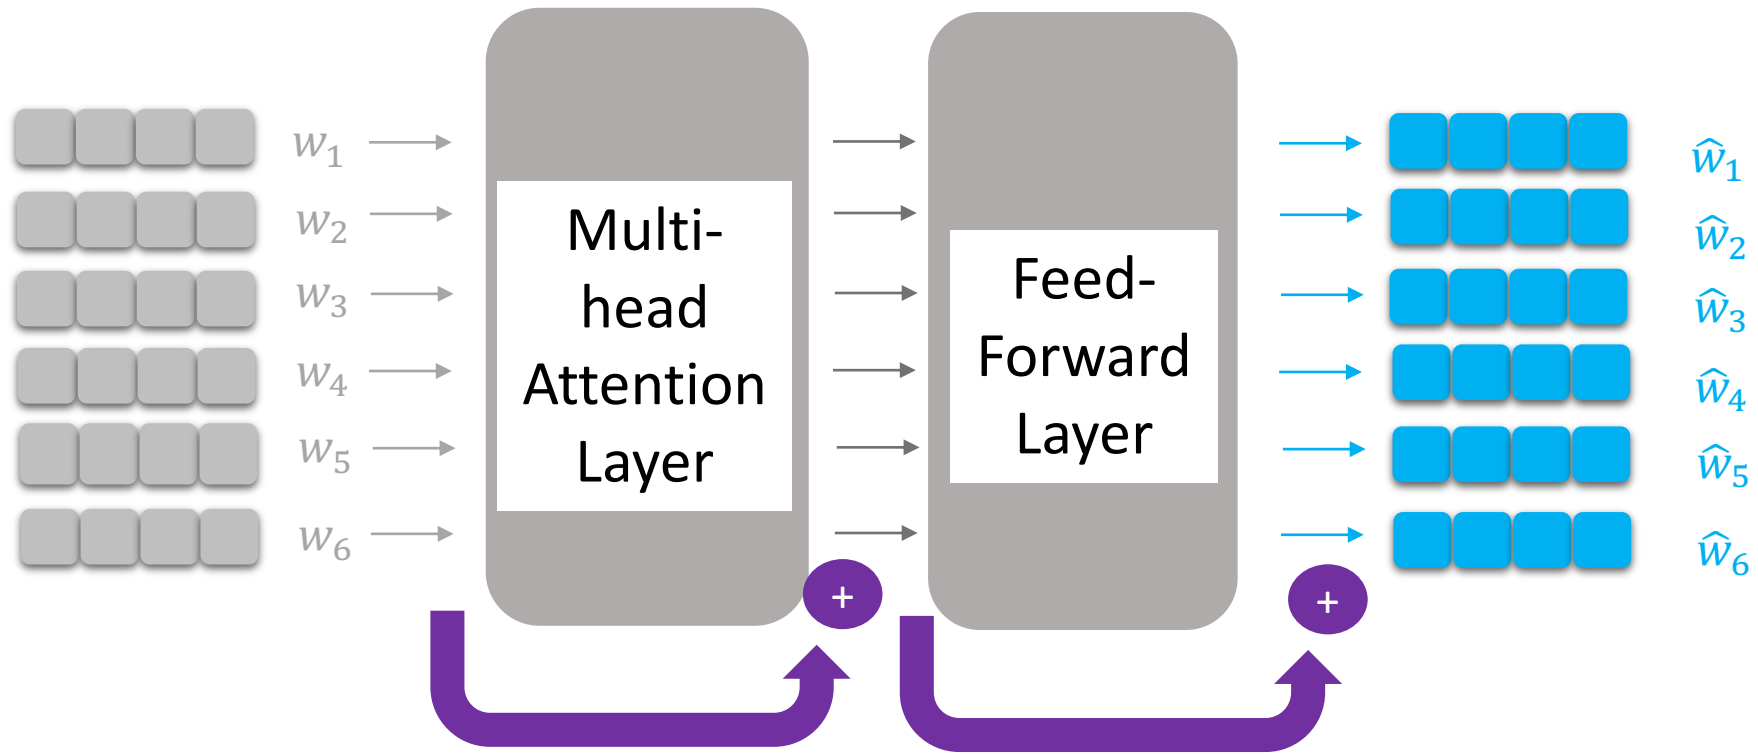 w₁
w₂
w₃
w₄
w₅
w₆
Multi-
head
Attention
Layer
+
Feed-
Forward
Layer
+
ŵ₁
ŵ₂
ŵ₃
ŵ₄
ŵ₅
ŵ₆